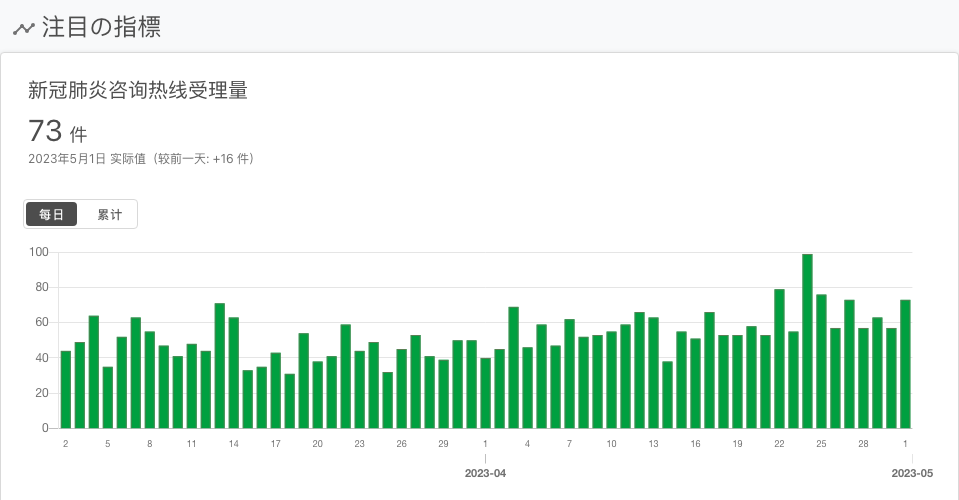 注目の指標
新冠肺炎咨询热线受理量
73 件
2023年5月1日 实际值（较前一天: +16 件）
每日 累计
100
80
60
40
20
0
2 5 8 11 14 17 20 23 26 29 1 4 7 10 13 16 19 22 25 28 1
2023-04 2023-05